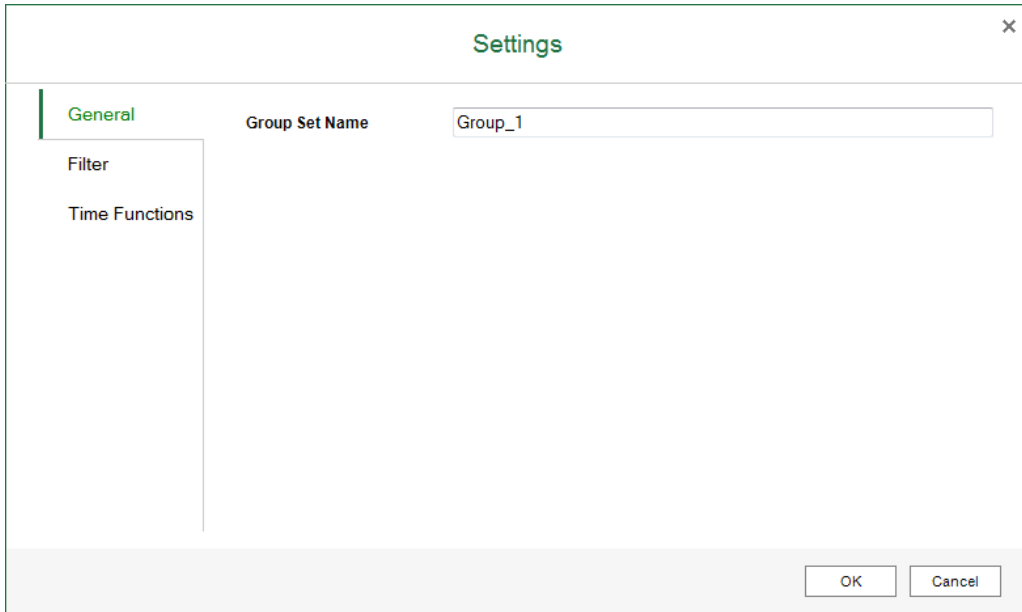 Settings
×
General
Group Set Name
Group_1
Filter
Time Functions
OK
Cancel